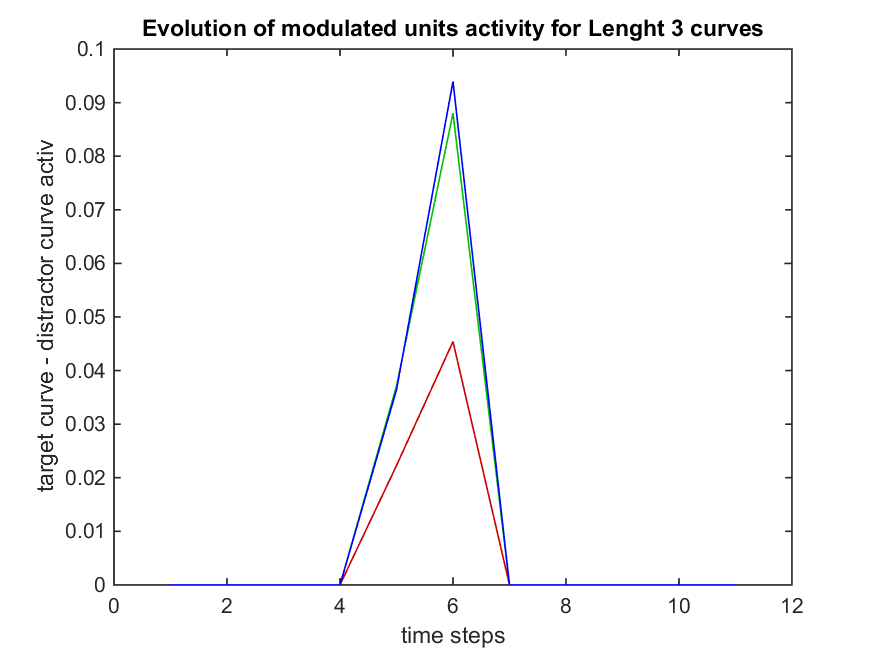 Evolution of modulated units activity for Lenght 3 curves
0.1
0.09
0.08
0.07
0.06
0.05
0.04
0.03
0.02
0.01
0
target curve - distractor curve activ
0 2 4 6 8 10 12
time steps